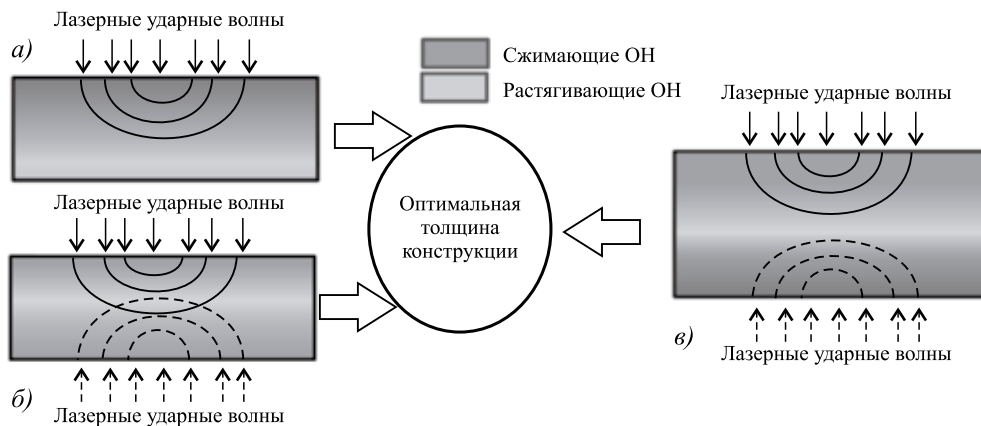 Лазерные ударные волны
а)
Сжимающие ОН
Растягивающие ОН
Лазерные ударные волны
Лазерные ударные волны
Оптимальная
толщина
конструкции
в)
Лазерные ударные волны
б)
Лазерные ударные волны